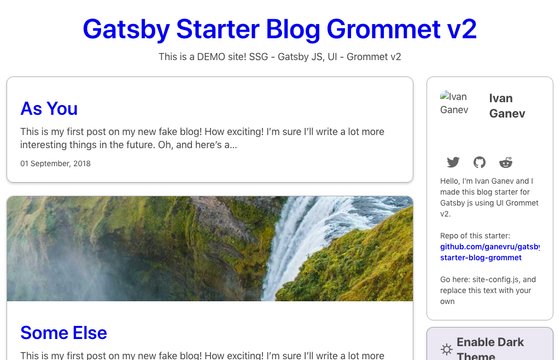 Gatsby Starter Blog Grommet v2
This is a DEMO site! SSG - Gatsby JS, UI - Grommet v2
As You
This is my first post on my new fake blog! How exciting! I'm sure I'll write a lot more
interesting things in the future. Oh, and here's a...
01 September, 2018
Some Else
This is my first post on my new fake blog! How exciting! I'm sure I'll write a lot more
Ivan
Ganev
Ivan
Ganev
Hello, I'm Ivan Ganev and I
made this blog starter for
Gatsby js using UI Grommet
v2.
Repo of this starter:
github.com/ganevru/gatsby
starter-blog-grommet
Go here: site-config.js, and
replace this text with your
own
Enable Dark
Theme